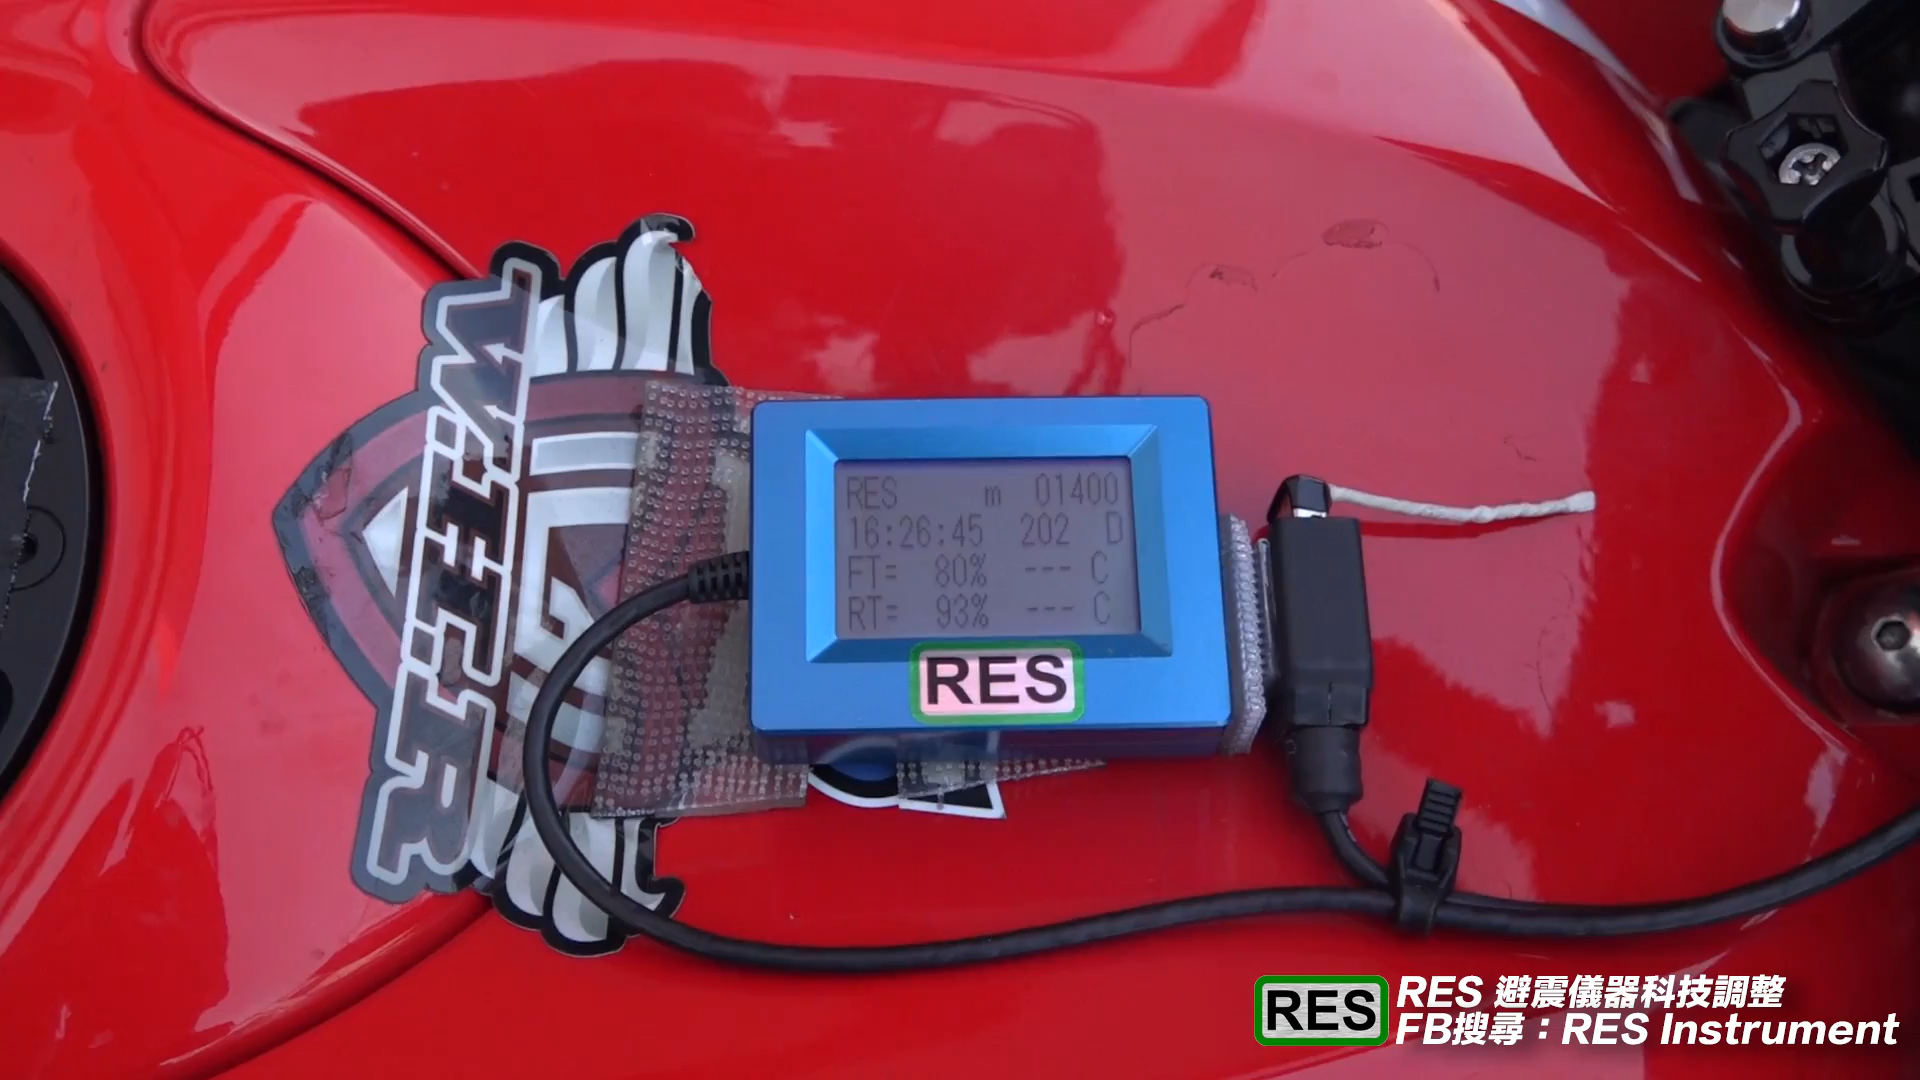 RES m 01400
16:26:45 202 D
FT= 80% --- C
RT= 93% --- C
RES
RES
RES 避震儀器科技調整
FB搜尋：RES Instrument